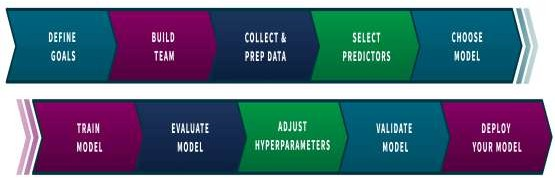 DEFINE
GOALS
BUILD
TEAM
COLLECT &
PREP DATA
SELECT
PREDICTORS
CHOOSE
MODEL
TRAIN
MODEL
EVALUATE
MODEL
ADJUST
HYPERPARAMETERS
VALIDATE
MODEL
DEPLOY
YOUR MODEL